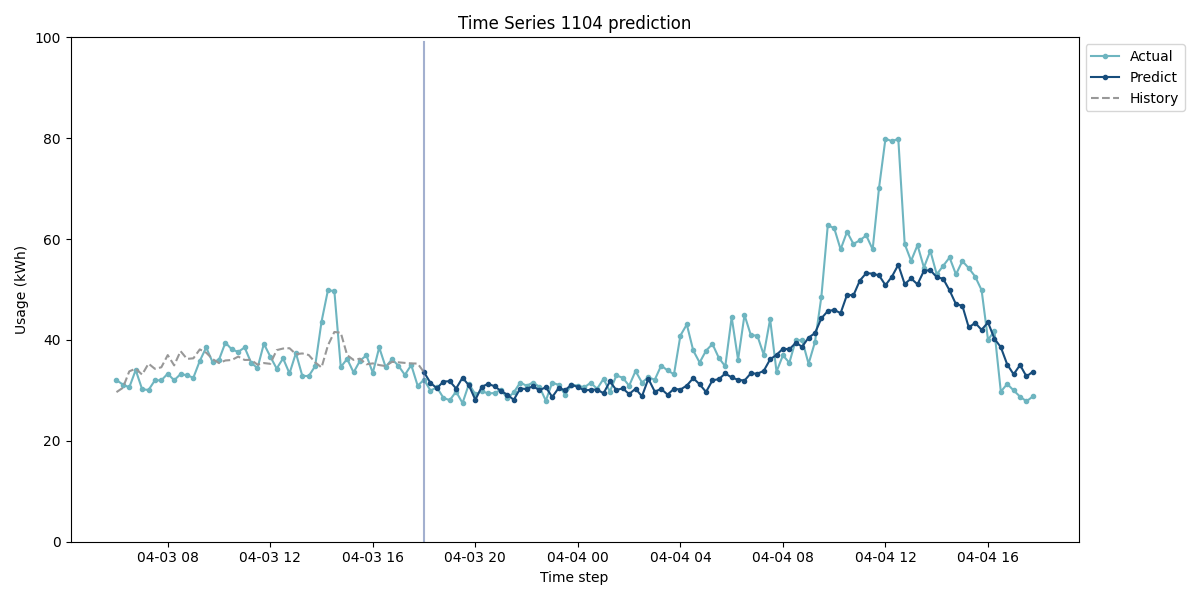 Time Series 1104 prediction
100
80
60
40
20
0
Usage (kWh)
04-03 08
04-03 12
04-03 16
04-03 20
04-04 00
04-04 04
04-04 08
04-04 12
04-04 16
Time step
Actual
Predict
History